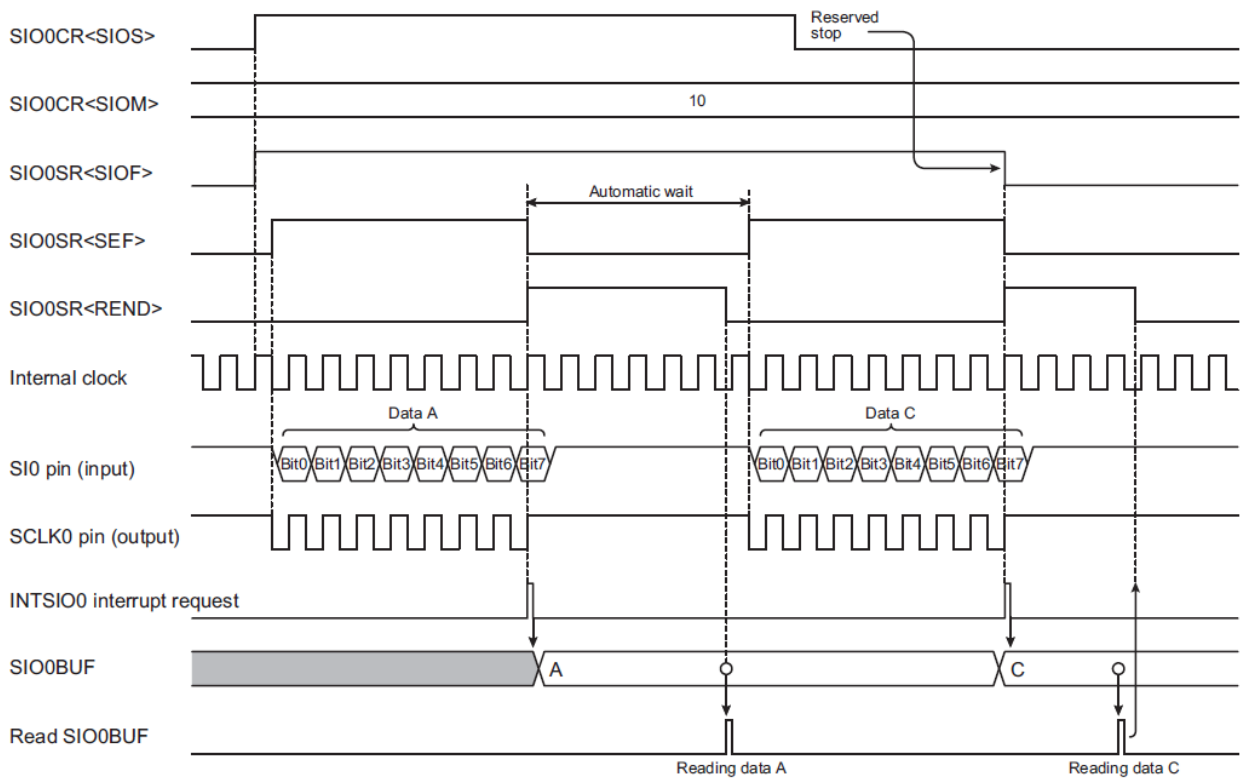 SIO0CR<SIOS>
Reserved
stop
SIO0CR<SIOM>
10
SIO0SR<SIOF>
Automatic wait
SIO0SR<SEF>
SIO0SR<REND>
Internal clock
Data A
Data C
SI0 pin (input)
Bit0 Bit1 Bit2 Bit3 Bit4 Bit5 Bit6 Bit7
Bit0 Bit1 Bit2 Bit3 Bit4 Bit5 Bit6 Bit7
SCLK0 pin (output)
INTSIO0 interrupt request
SIO0BUF
A
C
Read SIO0BUF
Reading data A
Reading data C